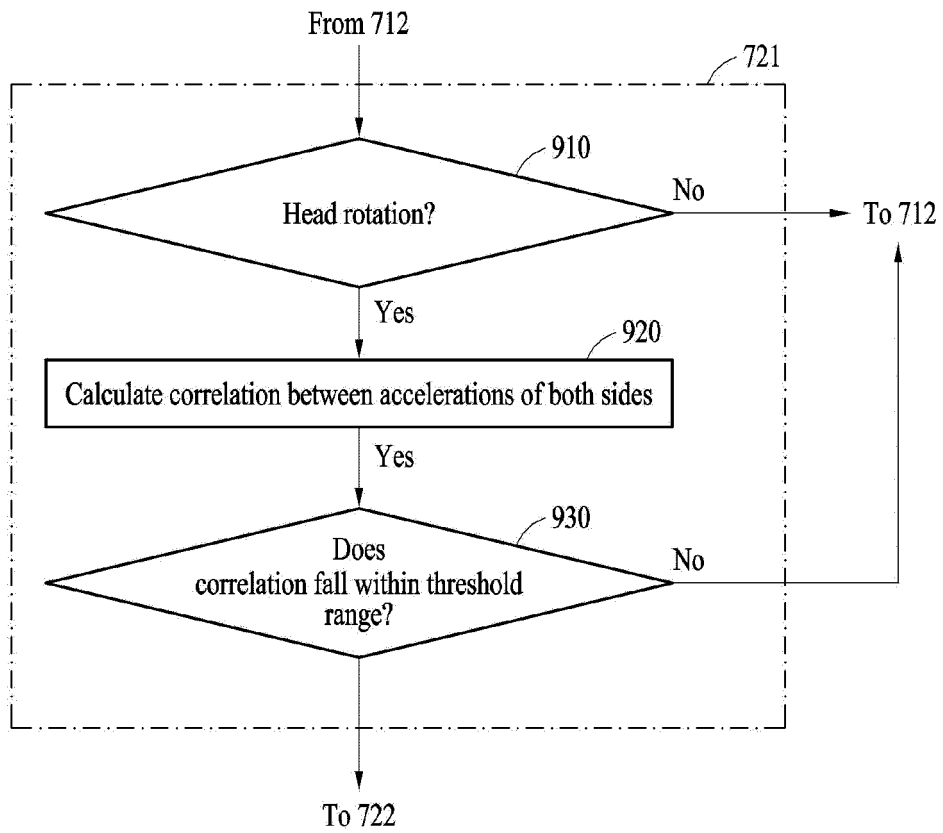 From 712
721
910
Head rotation?
No
To 712
Yes
920
Calculate correlation between accelerations of both sides
Yes
930
Does
correlation fall within threshold
range?
No
To 722